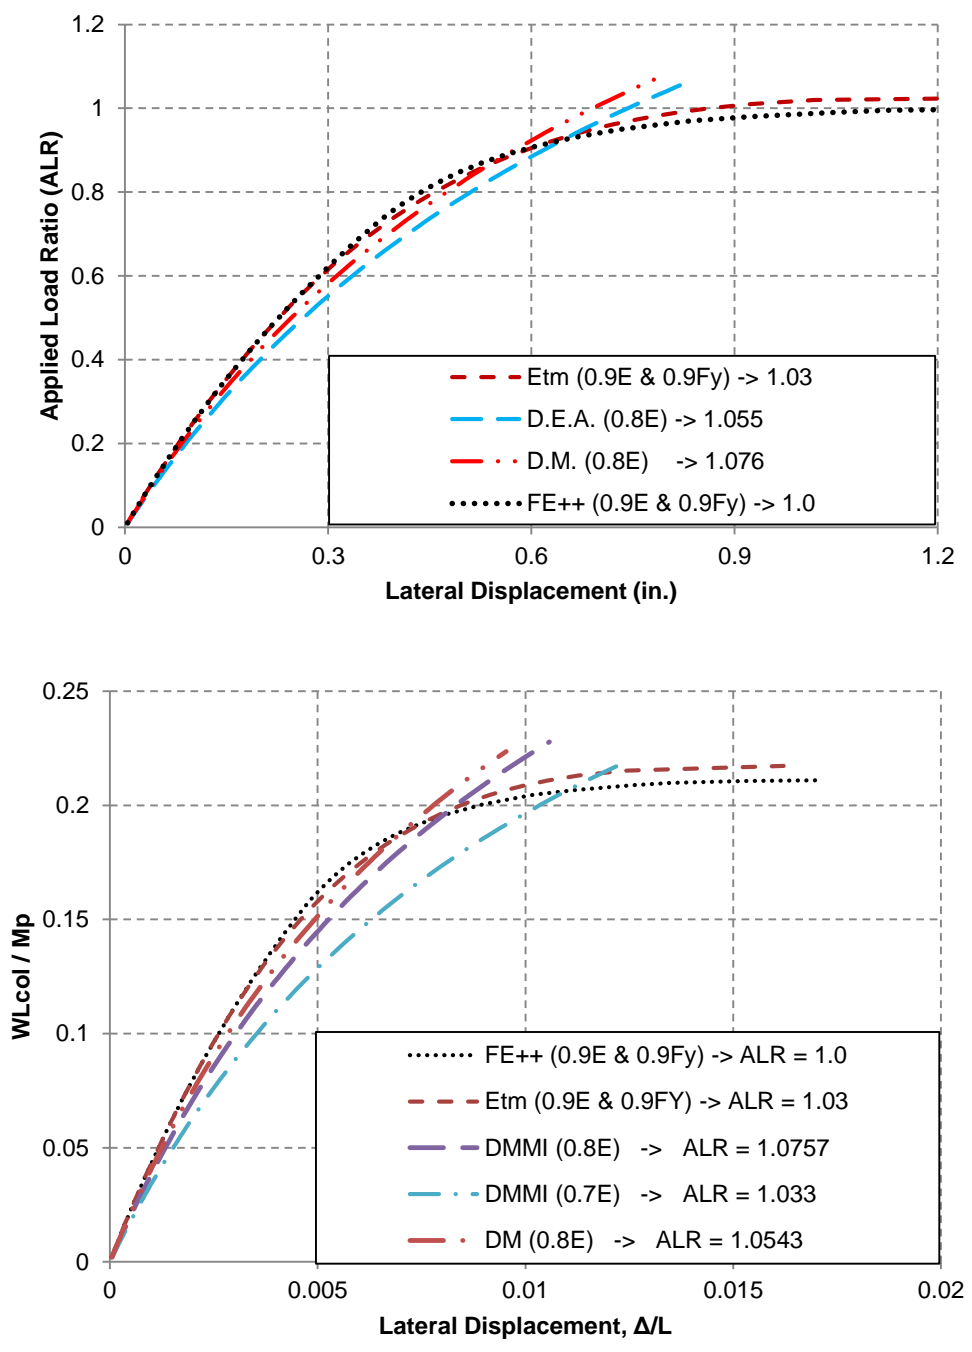 1.2
1
0.8
0.6
0.4
0.2
0
Applied Load Ratio (ALR)
Etm (0.9E & 0.9Fy) -> 1.03
D.E.A. (0.8E) -> 1.055
D.M. (0.8E) -> 1.076
FE++ (0.9E & 0.9Fy) -> 1.0
0 0.3 0.6 0.9 1.2
Lateral Displacement (in.)
0.25
0.2
0.15
0.1
0.05
0
WLcol / Mp
FE++ (0.9E & 0.9Fy) -> ALR = 1.0
Etm (0.9E & 0.9FY) -> ALR = 1.03
DMMI (0.8E) -> ALR = 1.0757
DMMI (0.7E) -> ALR = 1.033
DM (0.8E) -> ALR = 1.0543
0 0.005 0.01 0.015 0.02
Lateral Displacement, Δ/L